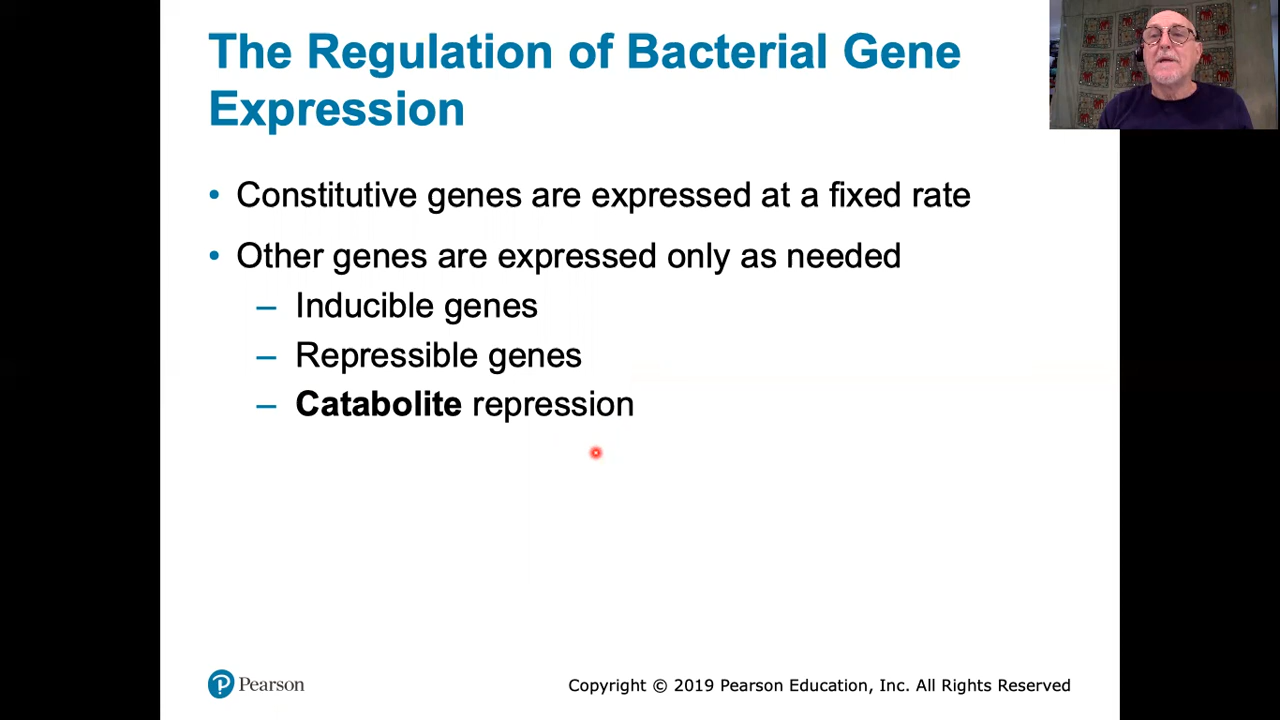 The Regulation of Bacterial Gene
Expression
• Constitutive genes are expressed at a fixed rate
• Other genes are expressed only as needed
– Inducible genes
– Repressible genes
– Catabolite repression
P Pearson
Copyright © 2019 Pearson Education, Inc. All Rights Reserved